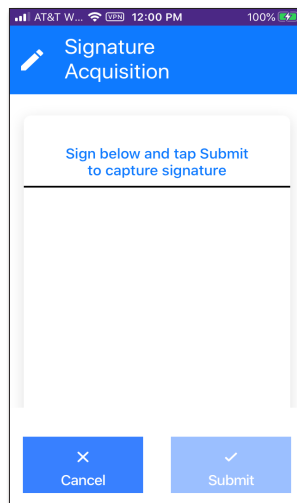 AT&T W... VPN 12:00 PM 100%
Signature
Acquisition
Sign below and tap Submit
to capture signature
Cancel
Submit